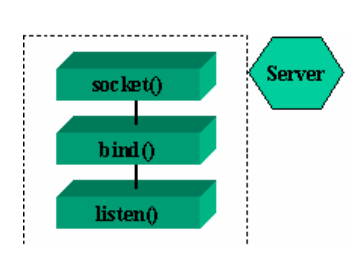 socket()
Server
bind()
listen()